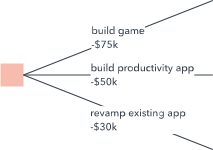 build game
-$75k
build productivity app
-$50k
revamp existing app
-$30k